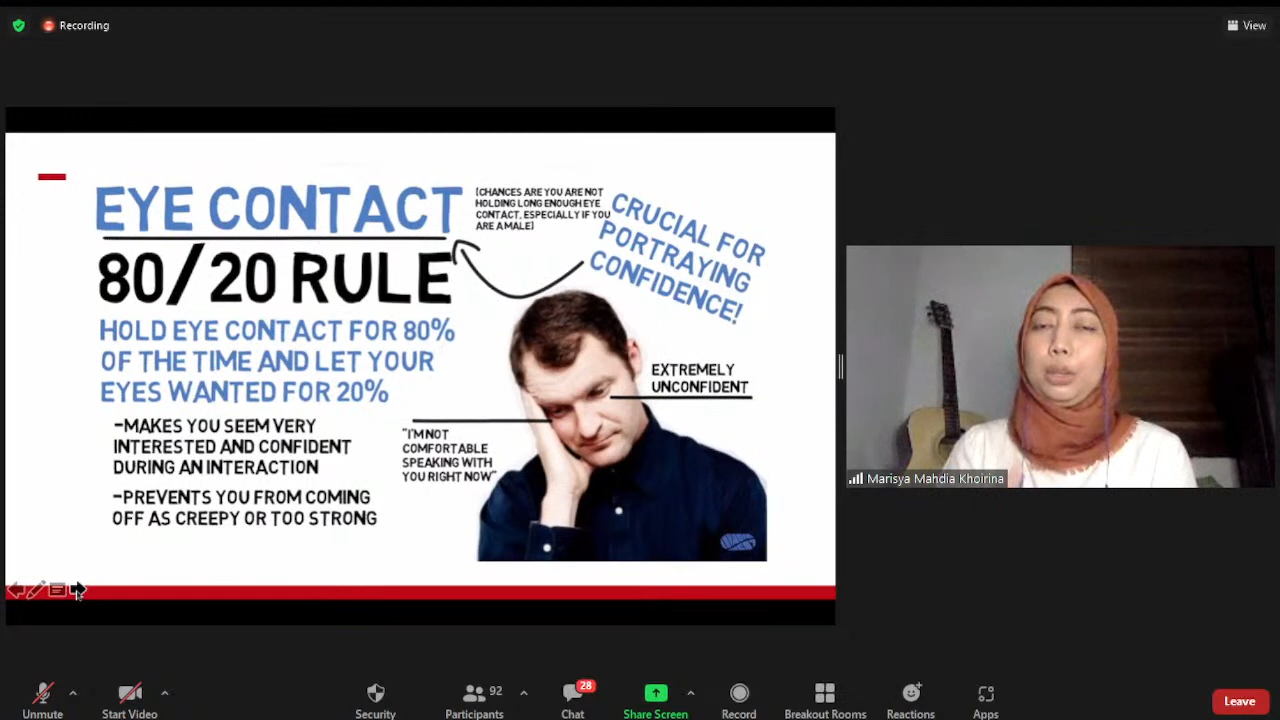 Recording
View
EYE CONTACT
80/20 RULE
HOLD EYE CONTACT FOR 80%
OF THE TIME AND LET YOUR
EYES WANTED FOR 20%
-MAKES YOU SEEM VERY
INTERESTED AND CONFIDENT
DURING AN INTERACTION
-PREVENTS YOU FROM COMING
OFF AS CREEPY OR TOO STRONG
[CHANCES ARE YOU ARE NOT
HOLDING LONG ENOUGH EYE
CONTACT, ESPECIALLY IF YOU
ARE A MALE]
CRUCIAL FOR
PORTRAYING
CONFIDENCE!
EXTREMELY
UNCONFIDENT
"I'M NOT
COMFORTABLE
SPEAKING WITH
YOU RIGHT NOW"
Marisya Mahdia Khoirina
Unmute
Start Video
Security
92
Participants
28
Chat
Share Screen
Record
Breakout Rooms
Reactions
Apps
Leave